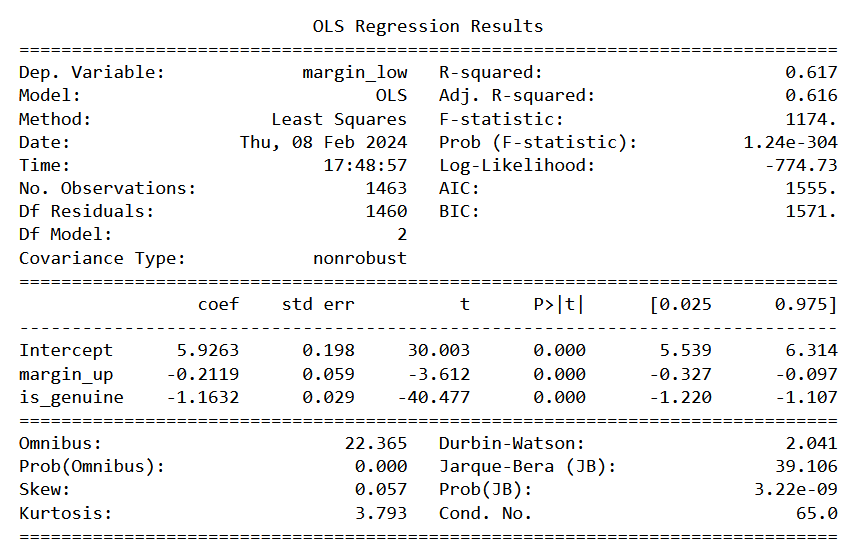 OLS Regression Results
==============================================================================
Dep. Variable:             margin_low   R-squared:                       0.617
Model:                            OLS   Adj. R-squared:                  0.616
Method:                 Least Squares   F-statistic:                     1174.
Date:                Thu, 08 Feb 2024   Prob (F-statistic):          1.24e-304
Time:                        17:48:57   Log-Likelihood:                -774.73
No. Observations:                1463   AIC:                             1555.
Df Residuals:                    1460   BIC:                             1571.
Df Model:                           2
Covariance Type:            nonrobust
==============================================================================
                 coef    std err          t      P>|t|      [0.025      0.975]
------------------------------------------------------------------------------
Intercept      5.9263      0.198     30.003      0.000       5.539       6.314
margin_up     -0.2119      0.059     -3.612      0.000      -0.327      -0.097
is_genuine    -1.1632      0.029    -40.477      0.000      -1.220      -1.107
==============================================================================
Omnibus:                       22.365   Durbin-Watson:                   2.041
Prob(Omnibus):                  0.000   Jarque-Bera (JB):               39.106
Skew:                           0.057   Prob(JB):                     3.22e-09
Kurtosis:                       3.793   Cond. No.                         65.0
==============================================================================